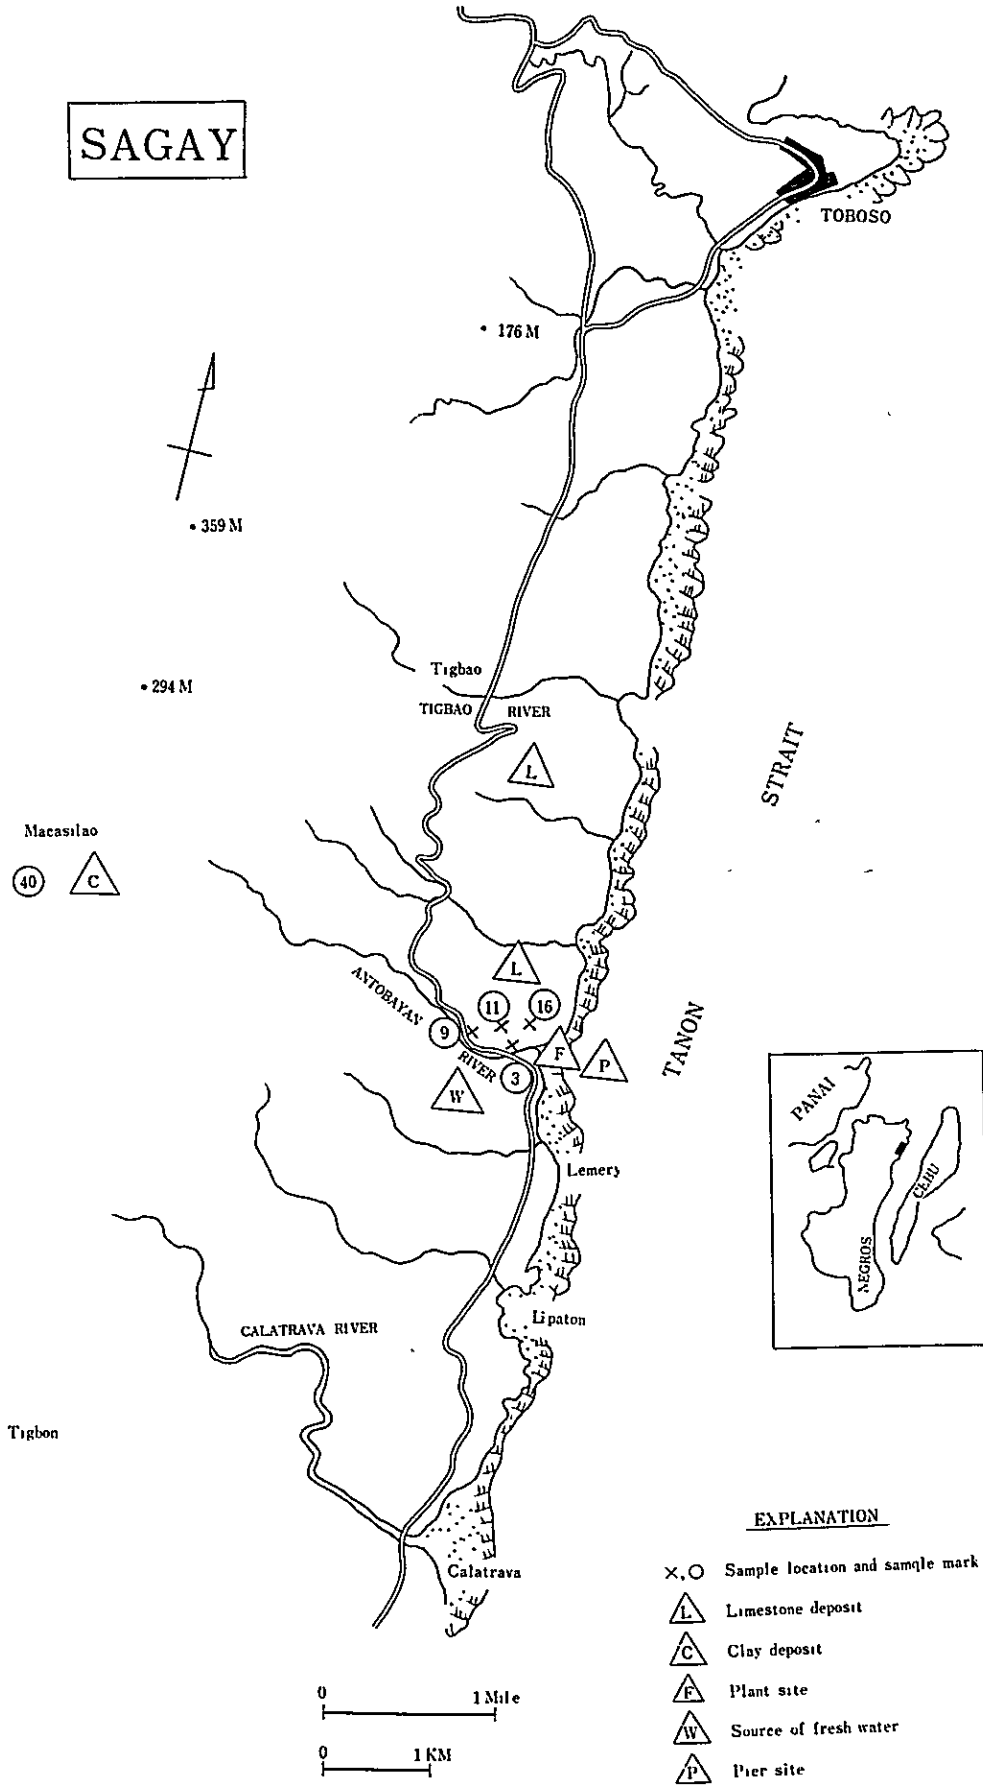 SAGAY
TOBOSO
176 M
359 M
294 M
Tigbao
TIGBAO RIVER
L
STRAIT
Macasilao
40
C
L
ANTOBAYAN
RIVER
11
16
9
3
F
P
W
TANON
Lemery
PANAI
CEBU
NEGROS
Lipaton
CALATRAVA RIVER
Tigbon
Calatrava
EXPLANATION
×,○ Sample location and samqle mark
L Limestone deposit
C Clay deposit
F Plant site
W Source of fresh water
P Pier site
0 1 Mile
0 1 KM